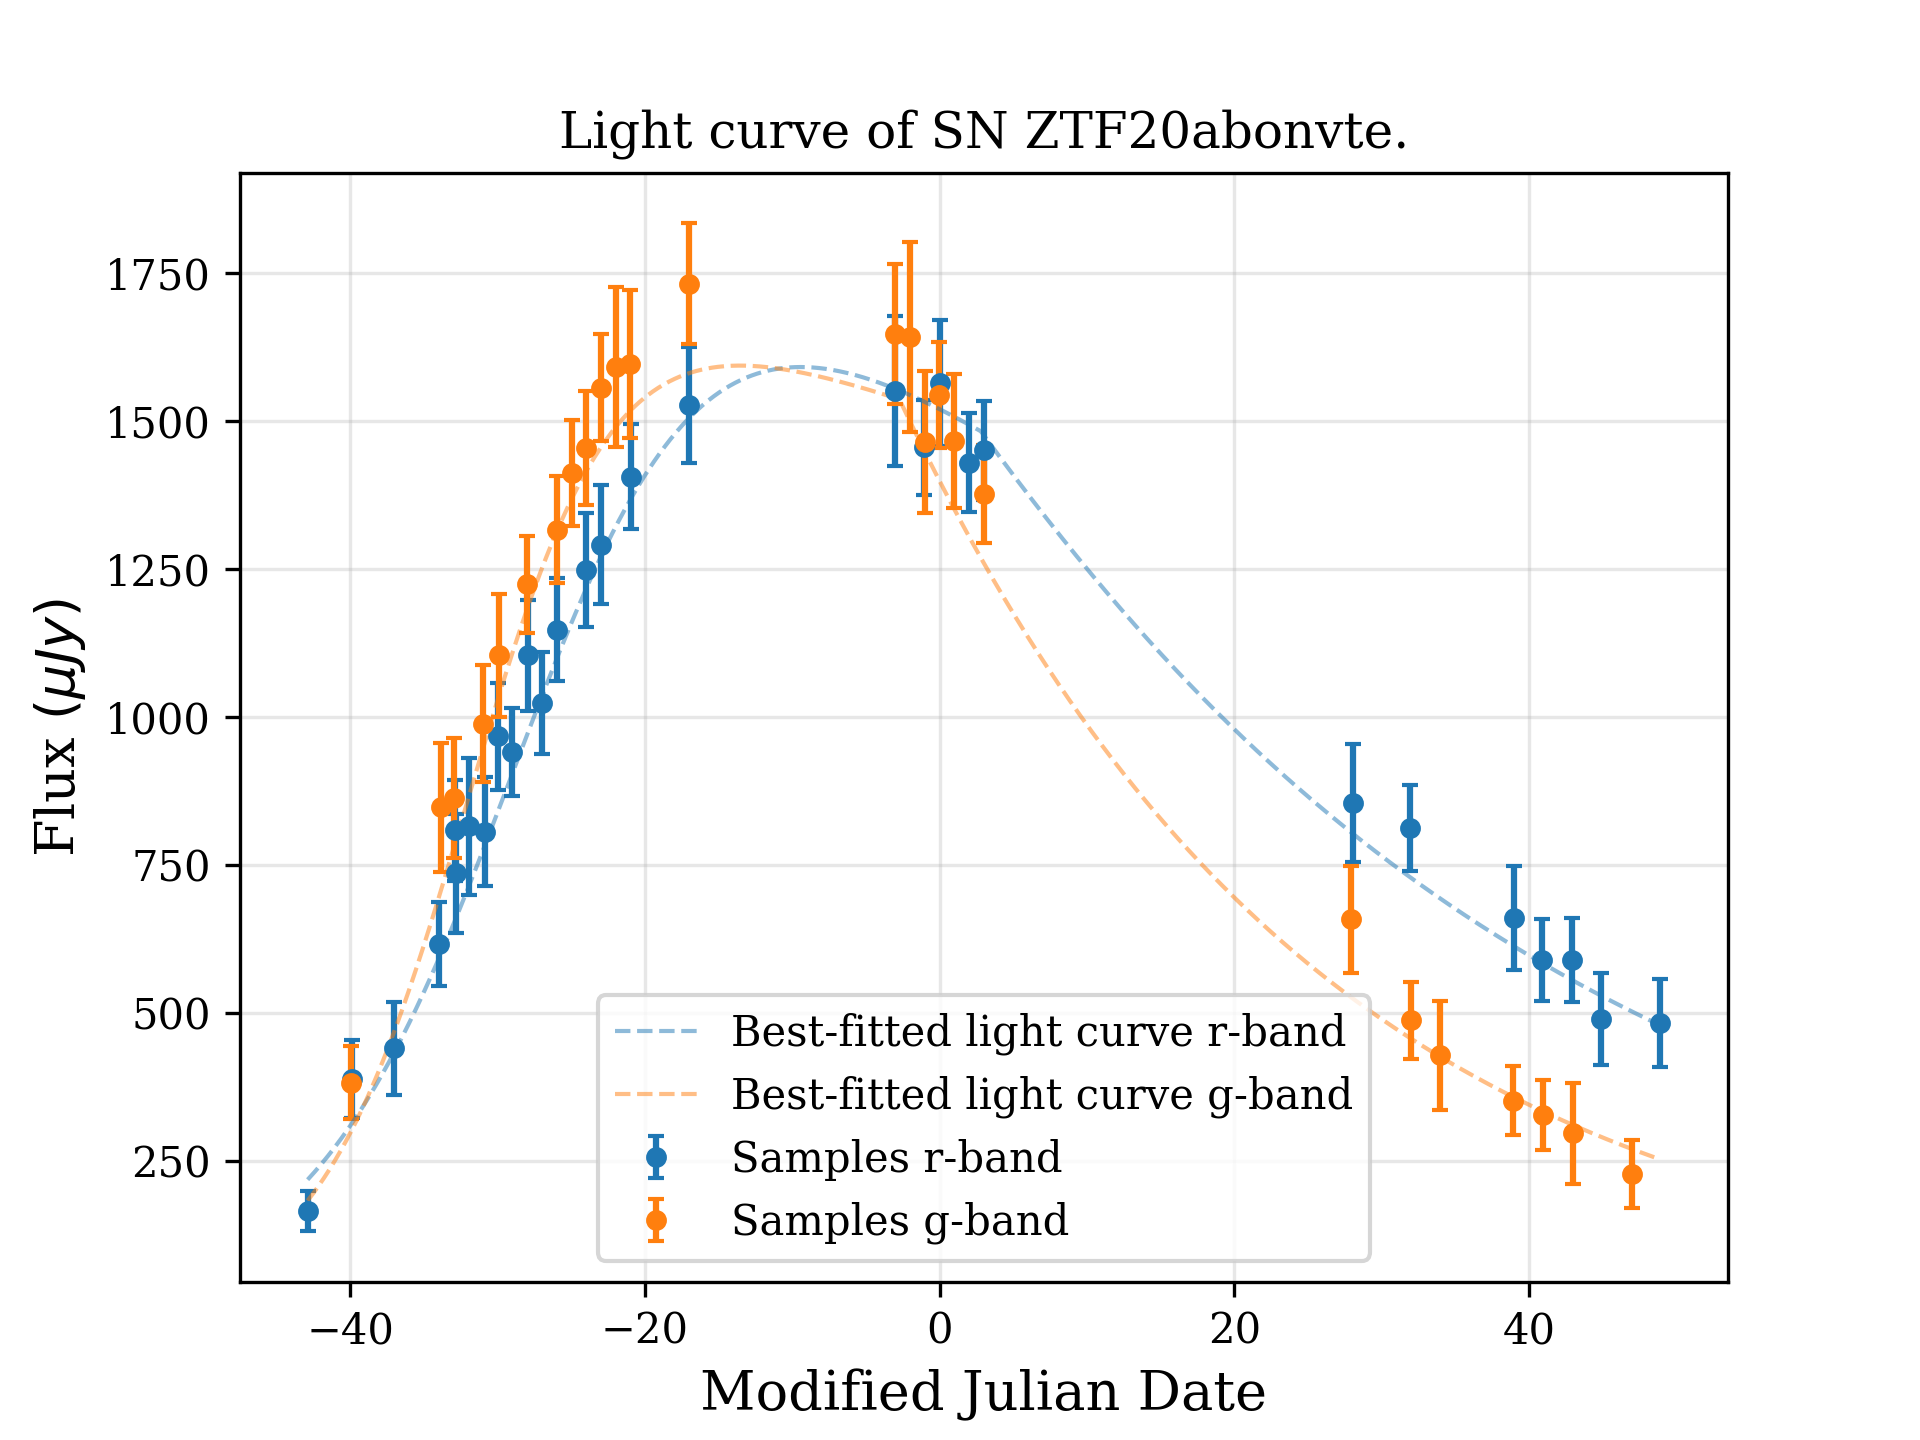 Light curve of SN ZTF20abonvte.
Flux (μJy)
1750
1500
1250
1000
750
500
250
Best-fitted light curve r-band
Best-fitted light curve g-band
Samples r-band
Samples g-band
−40
−20
0
20
40
Modified Julian Date